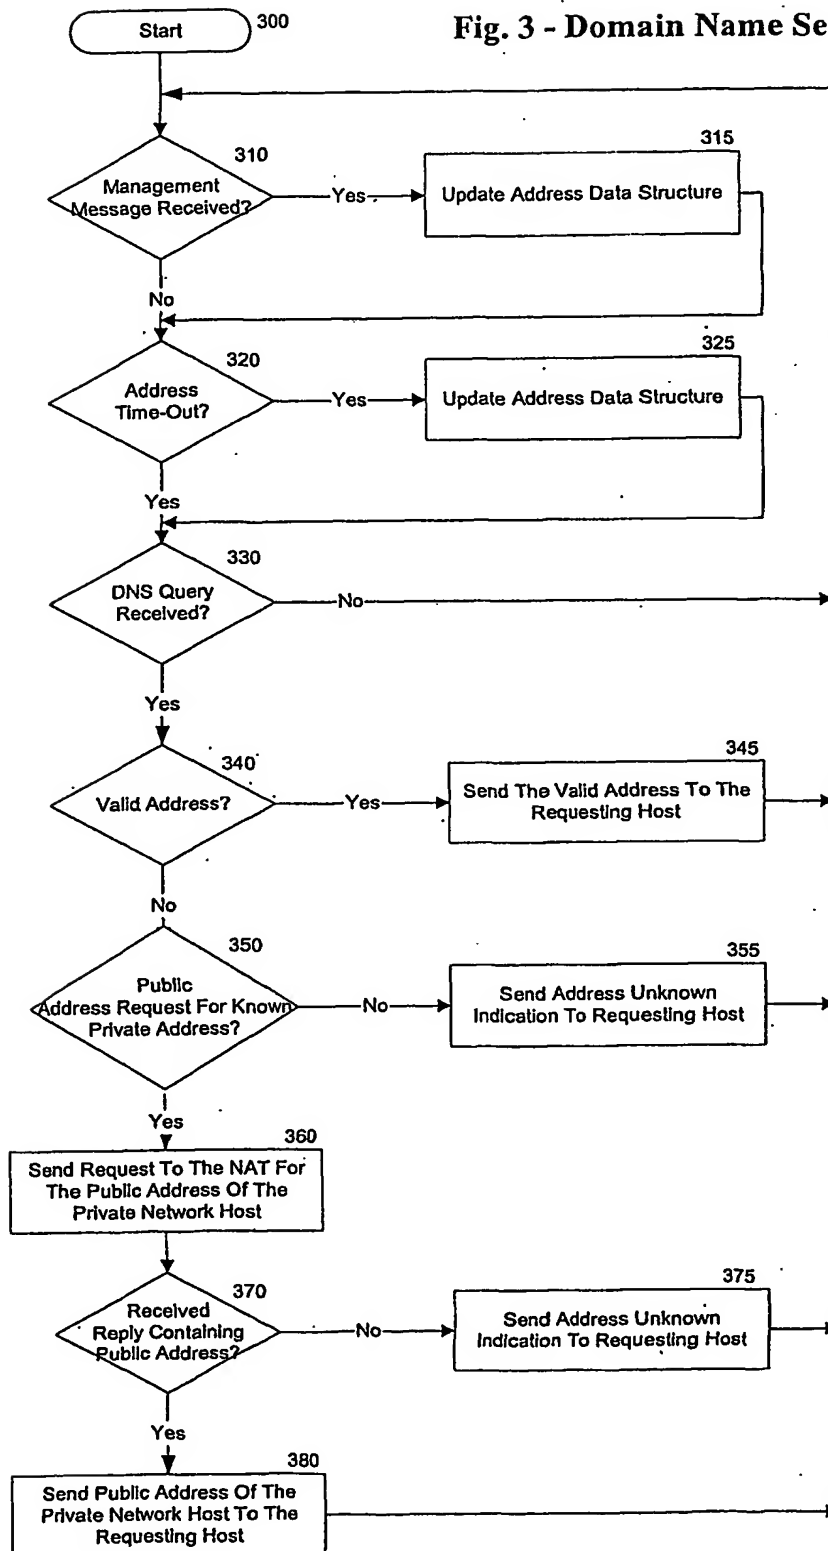 Fig. 3 - Domain Name Se
Start
300
310
Management
Message Received?
Yes
315
Update Address Data Structure
No
320
Address
Time-Out?
Yes
325
Update Address Data Structure
Yes
330
DNS Query
Received?
No
Yes
340
Valid Address?
Yes
345
Send The Valid Address To The
Requesting Host
No
350
Public
Address Request For Known
Private Address?
No
355
Send Address Unknown
Indication To Requesting Host
Yes
360
Send Request To The NAT For
The Public Address Of The
Private Network Host
370
Received
Reply Containing
Public Address?
No
375
Send Address Unknown
Indication To Requesting Host
Yes
380
Send Public Address Of The
Private Network Host To The
Requesting Host